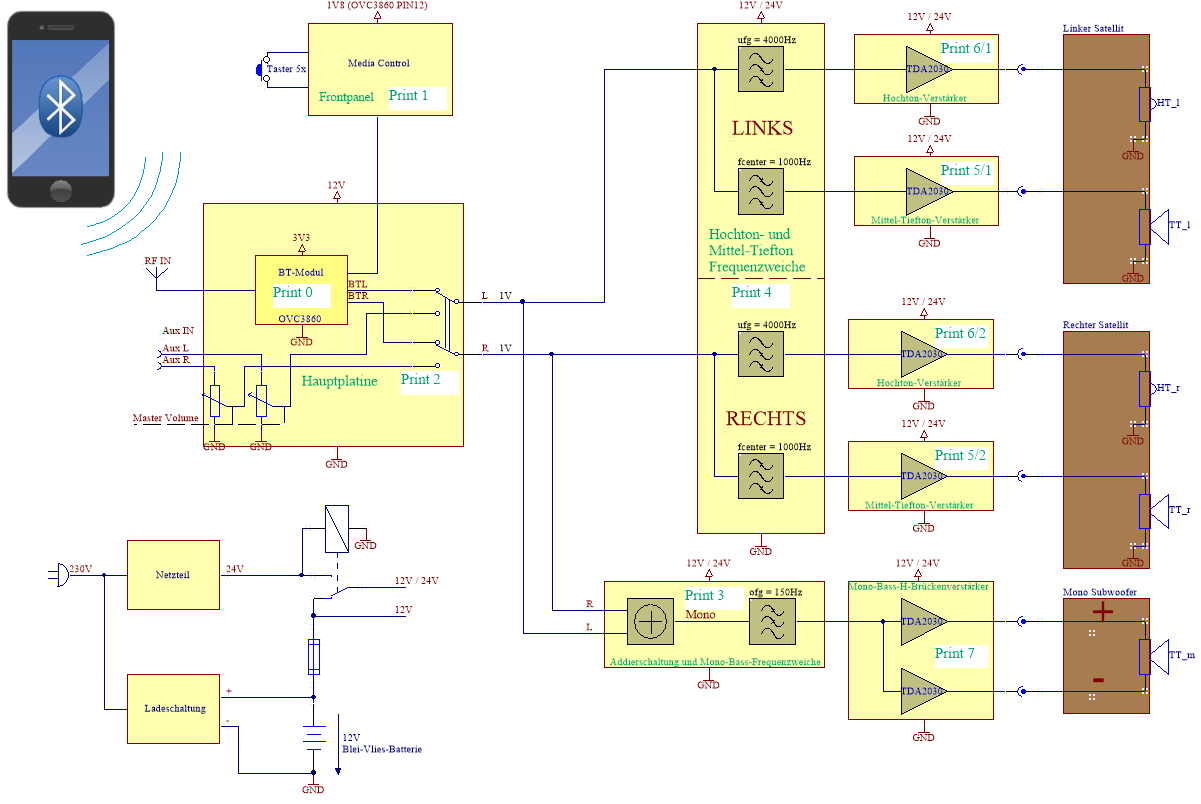 1V8 (OVC3860 PIN12)
Taster 5x
Media Control
Frontpanel
Print 1
12V
3V3
RF IN
BT-Modul
Print 0
OVC3860
GND
BTL
BTR
L
1V
R
1V
Aux IN
Aux L
Aux R
Master Volume
GND
GND
Hauptplatine
Print 2
GND
12V / 24V
ufg = 4000Hz
LINKS
fcenter = 1000Hz
Hochton- und
Mittel-Tiefton
Frequenzweiche
Print 4
ufg = 4000Hz
RECHTS
fcenter = 1000Hz
GND
12V / 24V
Print 6/1
TDA2030
Hochton-Verstärker
GND
12V / 24V
Print 5/1
TDA2030
Mittel-Tiefton-Verstärker
GND
Linker Satellit
HT_l
GND
TT_l
GND
12V / 24V
Print 6/2
TDA2030
Hochton-Verstärker
GND
12V / 24V
Print 5/2
TDA2030
Mittel-Tiefton-Verstärker
GND
Rechter Satellit
HT_r
GND
TT_r
GND
230V
Netzteil
24V
GND
12V / 24V
12V
Ladeschaltung
+
-
12V
Blei-Vlies-Batterie
GND
12V / 24V
R
L
Print 3
Mono
ofg = 150Hz
Addierschaltung und Mono-Bass-Frequenzweiche
GND
12V / 24V
Mono-Bass-H-Brückenverstärker
TDA2030
Print 7
TDA2030
GND
Mono Subwoofer
+
TT_m
-